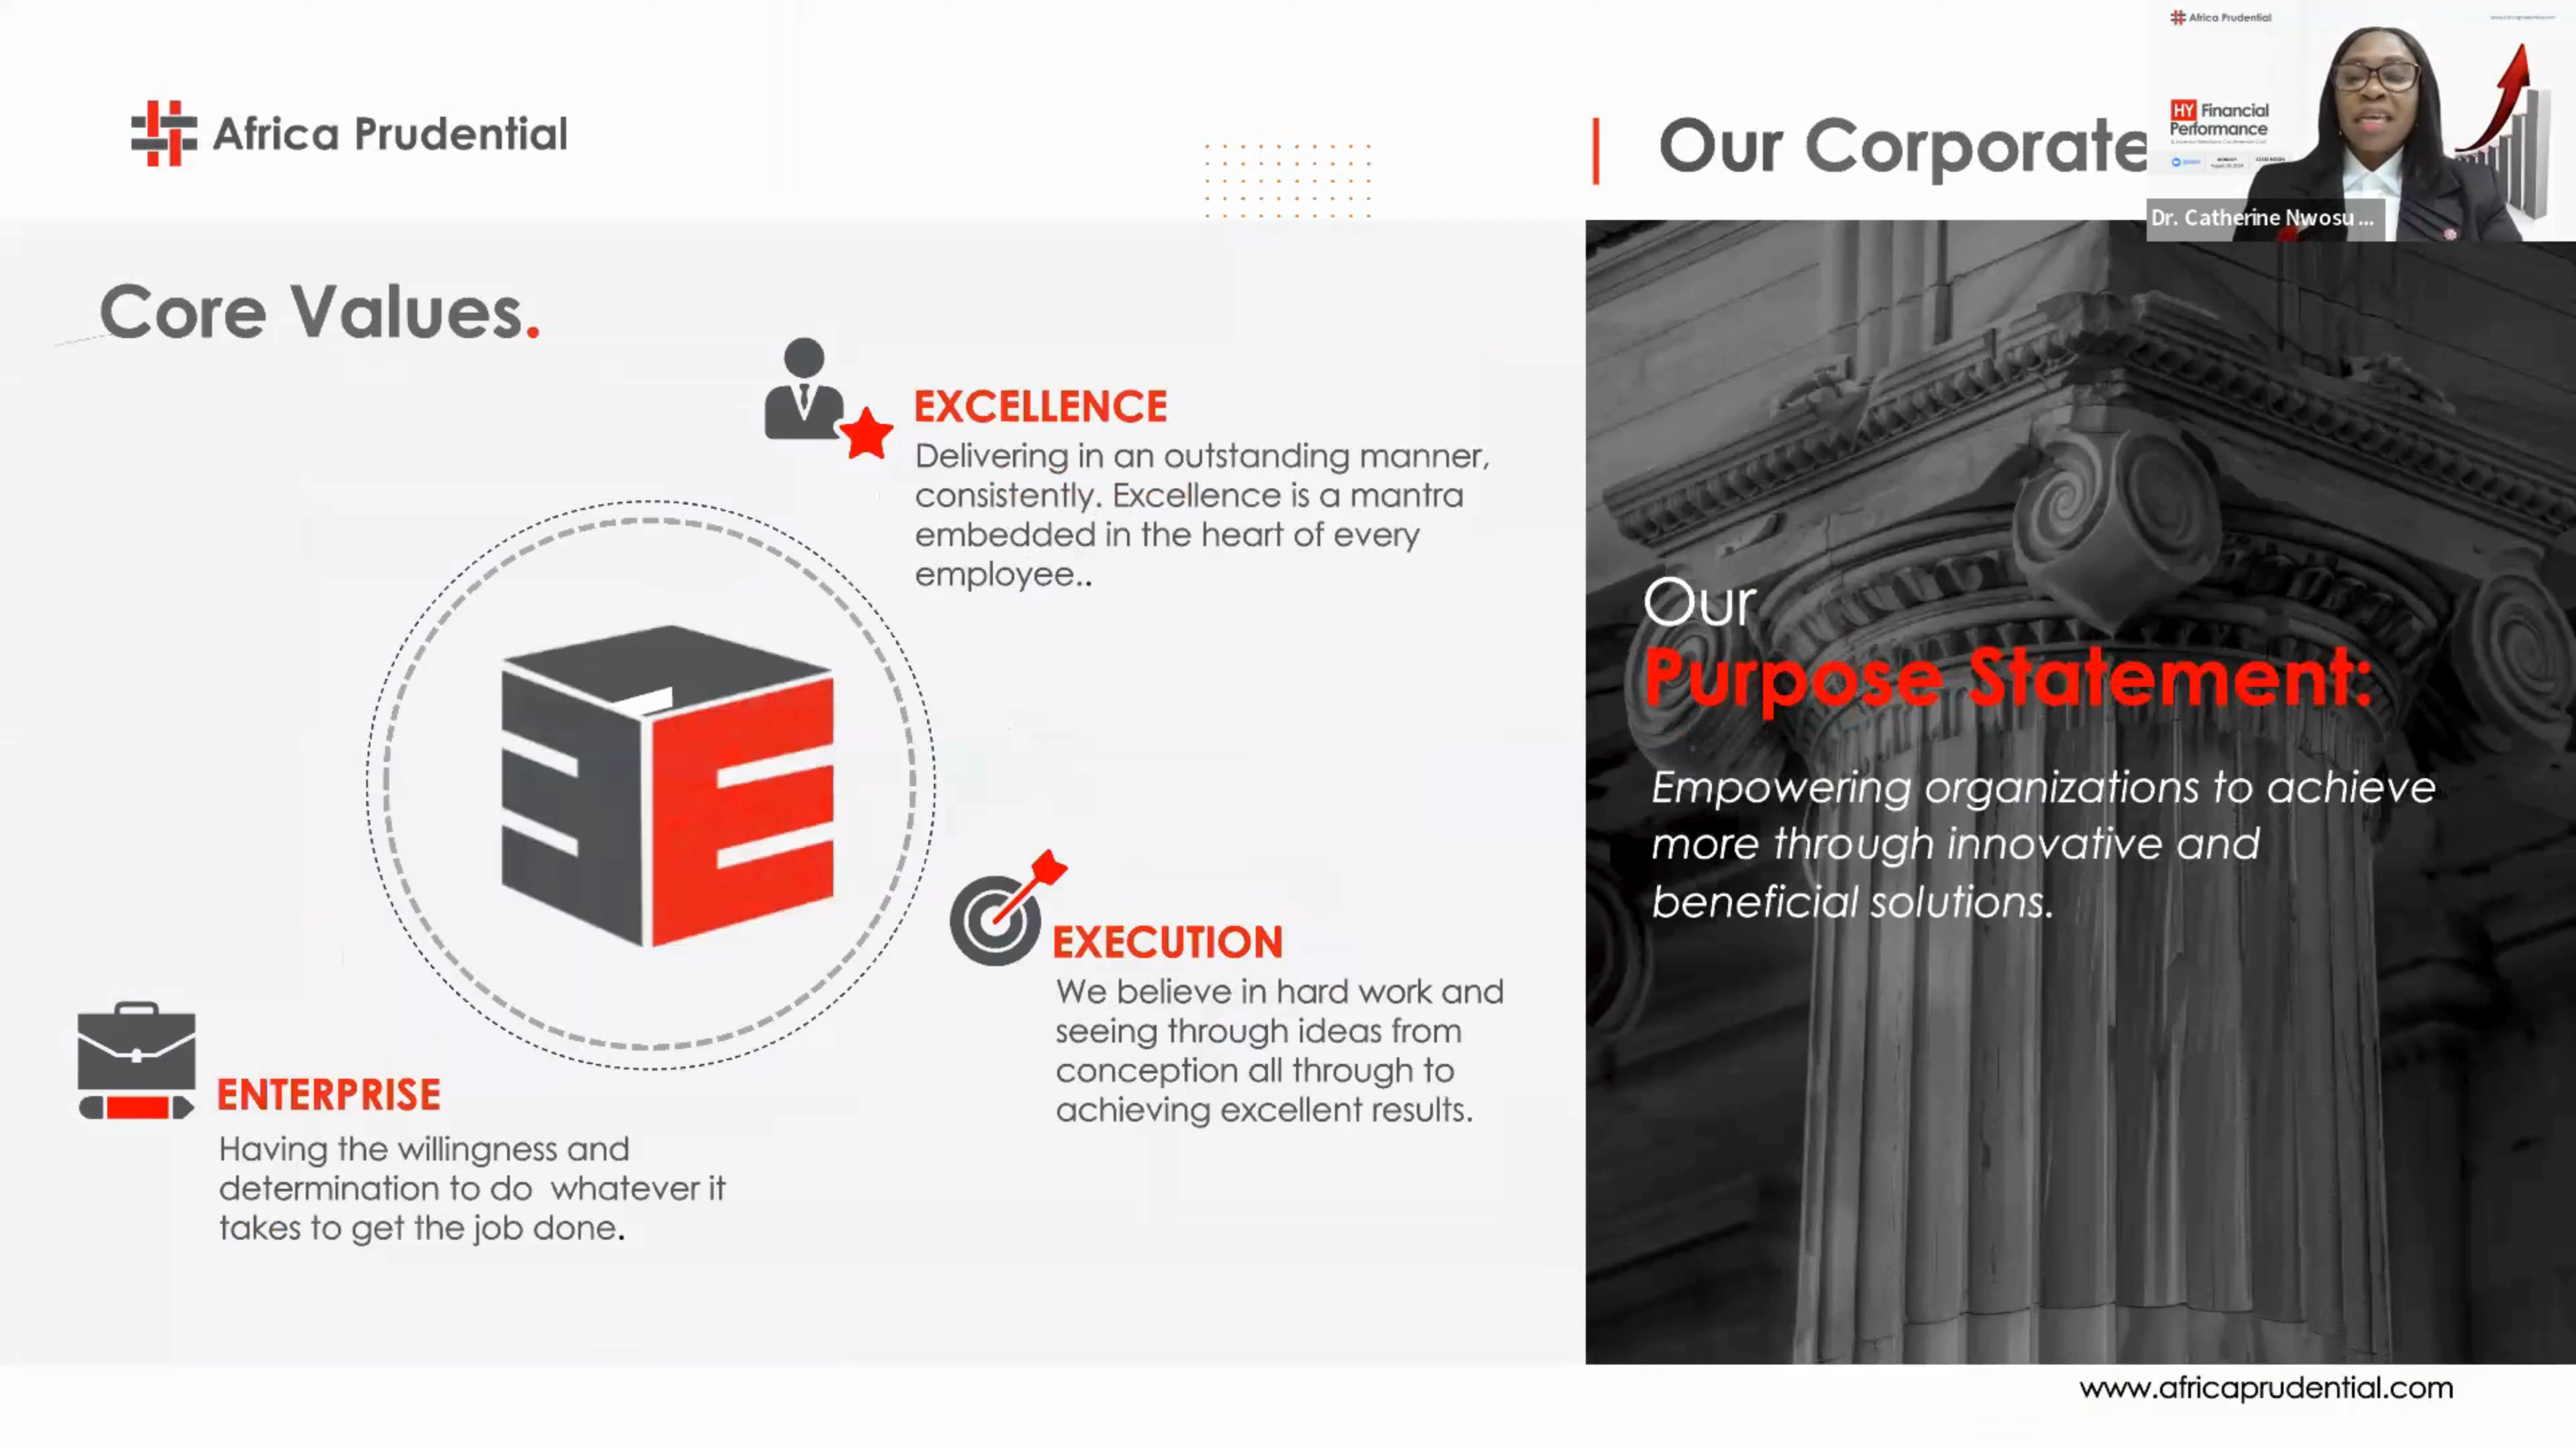 Africa Prudential
Our Corporate
Africa Prudential
HY Financial
Performance
Dr. Catherine Nwosu ...
Core Values.
EXCELLENCE
Delivering in an outstanding manner,
consistently. Excellence is a mantra
embedded in the heart of every
employee..
EXECUTION
We believe in hard work and
seeing through ideas from
conception all through to
achieving excellent results.
ENTERPRISE
Having the willingness and
determination to do whatever it
takes to get the job done.
Our
Purpose Statement:
Empowering organizations to achieve
more through innovative and
beneficial solutions.
www.africaprudential.com